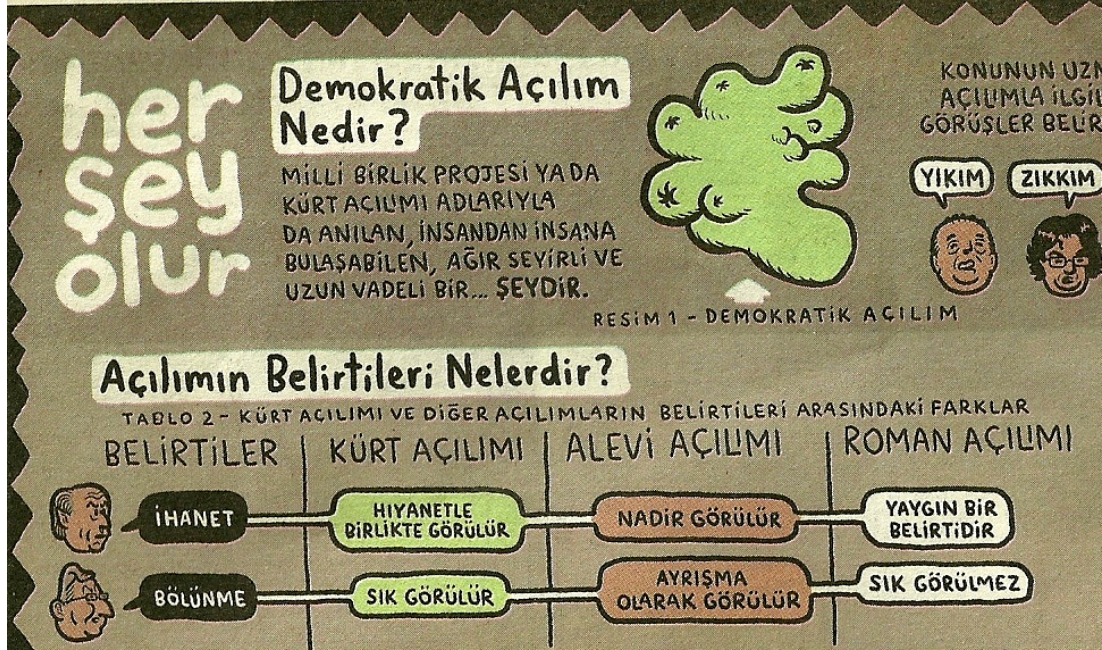 her
şey
olur
Demokratik Açılım
Nedir?
MİLLİ BİRLİK PROJESİ YA DA
KÜRT AÇILIMI ADLARIYLA
DA ANILAN, İNSANDAN İNSANA
BULAŞABİLEN, AĞIR SEYİRLİ VE
UZUN VADELİ BİR... ŞEYDİR.
RESİM 1 - DEMOKRATİK AÇILIM
KONUNUN
AÇILIMLA
GÖRÜŞLER
YIKIM
ZIKKIM
Açılımın Belirtileri Nelerdir?
TABLO 2 - KÜRT AÇILIMI VE DİĞER AÇILIMLARIN BELİRTİLERİ ARASINDAKİ FARKLAR
BELİRTİLER
KÜRT AÇILIMI
ALEVİ AÇILIMI
ROMAN AÇILIMI
İHANET
HIYANETLE
BİRLİKTE GÖRÜLÜR
NADİR GÖRÜLÜR
YAYGIN BİR
BELİRTİDİR
BÖLÜNME
SIK GÖRÜLÜR
AYRIŞMA
OLARAK GÖRÜLÜR
SIK GÖRÜLMEZ